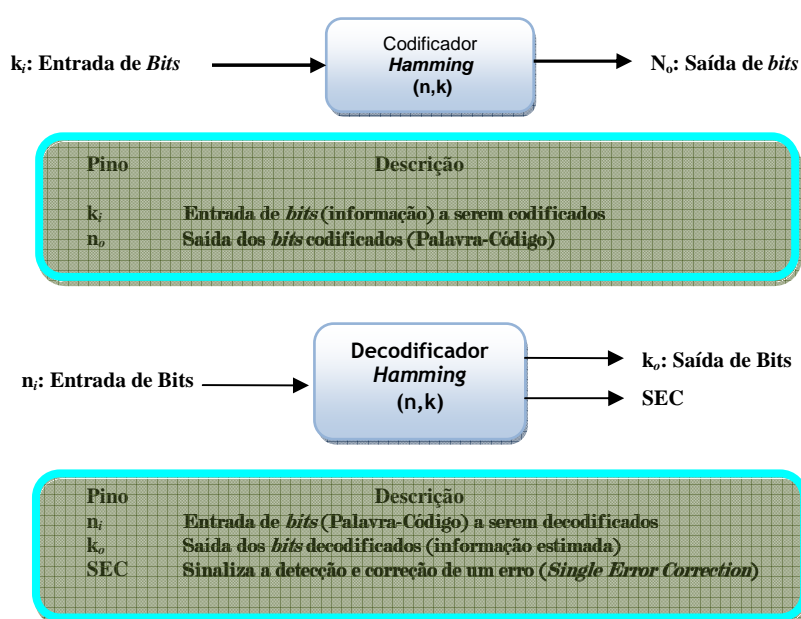 Codificador
Hamming
(n,k)
kᵢ: Entrada de Bits
Nₒ: Saída de bits
Pino Descrição
kᵢ Entrada de bits (informação) a serem codificados
nₒ Saída dos bits codificados (Palavra-Código)
Decodificador
Hamming
(n,k)
nᵢ: Entrada de Bits
kₒ: Saída de Bits
SEC
Pino Descrição
nᵢ Entrada de bits (Palavra-Código) a serem decodificados
kₒ Saída dos bits decodificados (informação estimada)
SEC Sinaliza a detecção e correção de um erro (Single Error Correction)